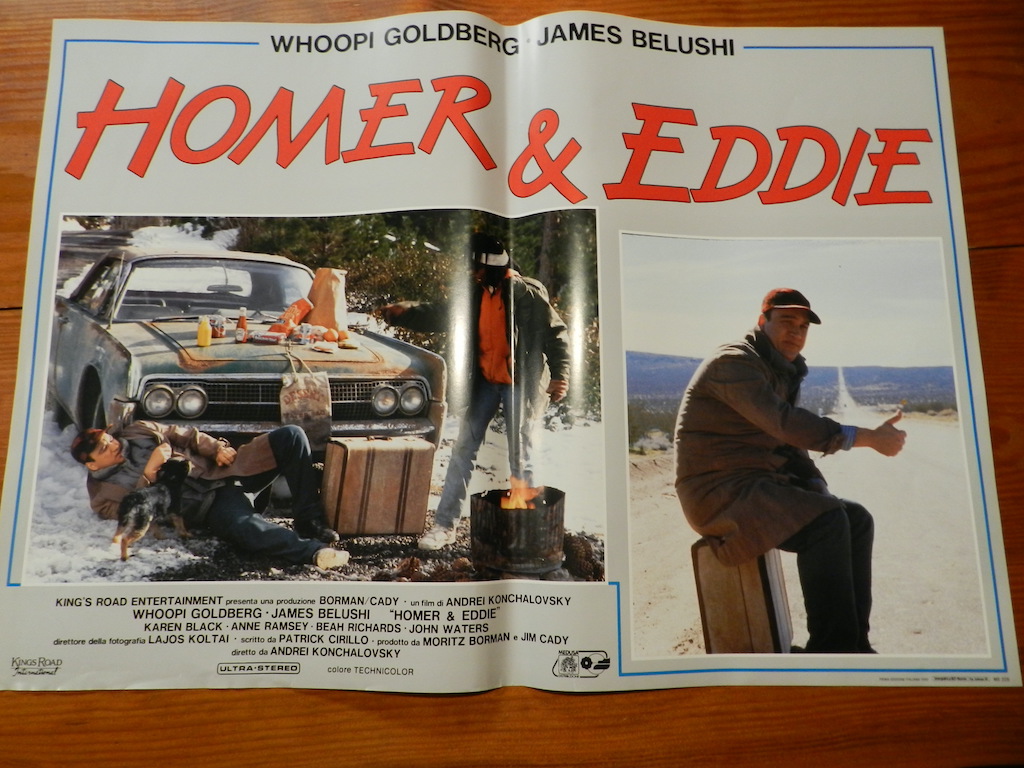 WHOOPI GOLDBERG · JAMES BELUSHI
HOMER & EDDIE
KING'S ROAD ENTERTAINMENT presenta una produzione BORMAN/CADY · un film di ANDREI KONCHALOVSKY
WHOOPI GOLDBERG · JAMES BELUSHI "HOMER & EDDIE"
KAREN BLACK · ANNE RAMSEY · BEAH RICHARDS · JOHN WATERS
direttore della fotografia LAJOS KOLTAI · scritto da PATRICK CIRILLO · prodotto da MORITZ BORMAN e JIM CADY
diretto da ANDREI KONCHALOVSKY
KINGS ROAD
International
ULTRA-STEREO
colore TECHNICOLOR
MEDUSA